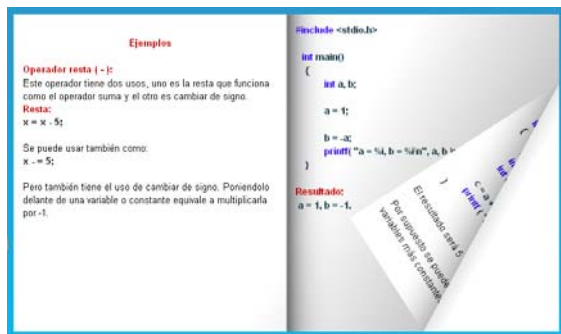 Ejemplos
Operador resta ( - ):
Este operador tiene dos usos, uno es la resta que funciona
como el operador suma y el otro es cambiar de signo.
Resta:
x = x - 5;
Se puede usar también como:
x - = 5;
Pero también tiene el uso de cambiar de signo. Poniendolo
delante de una variable o constante equivale a multiplicarla
por -1.
#include <stdio.h>
int main()
{
int a, b;
a = 1;
b = -a;
printf( "a = %i, b = %i\n", a, b
}
Resultado:
a = 1, b = -1.
c = a
printf (
}
El resultado será 5
Por supuesto se puede
variables más constante